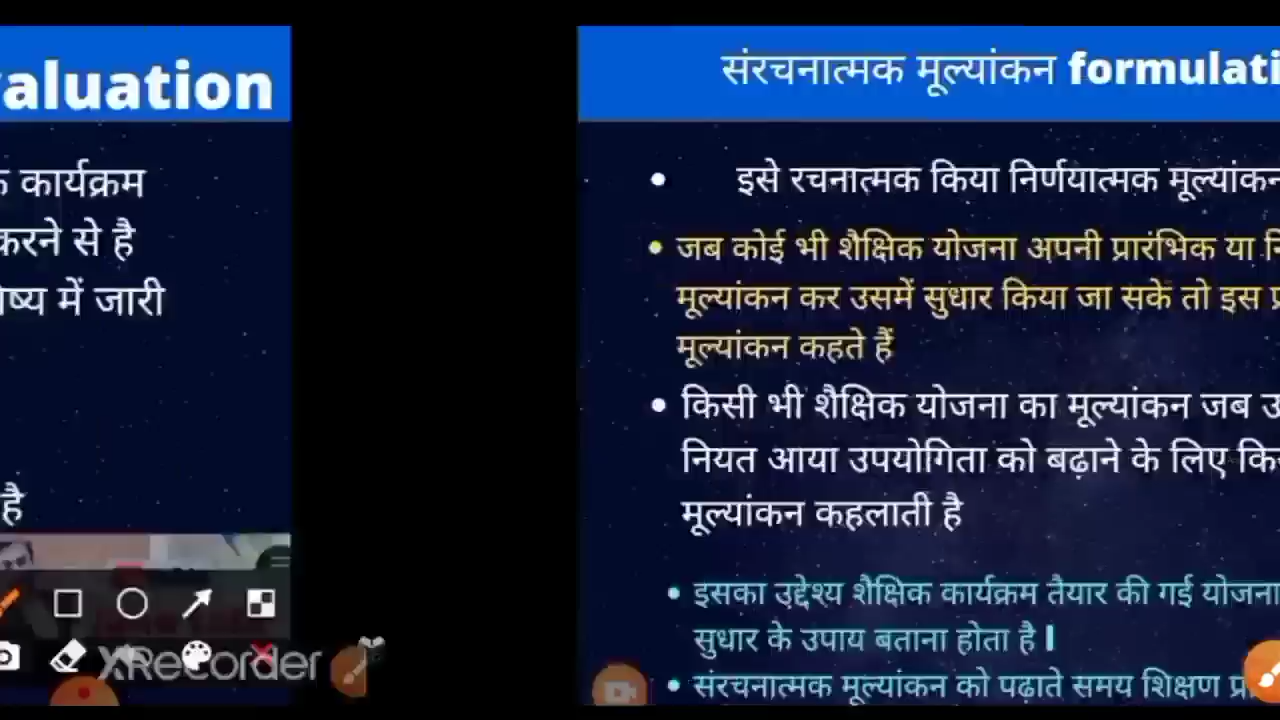 valuation
कार्यक्रम
करने से है
में जारी
है
XRecorder
संरचनात्मक मूल्यांकन formulati
• इसे रचनात्मक किया निर्णयात्मक मूल्यांकन
• जब कोई भी शैक्षिक योजना अपनी प्रारंभिक या नि
मूल्यांकन कर उसमें सुधार किया जा सके तो इस प्र
मूल्यांकन कहते हैं
• किसी भी शैक्षिक योजना का मूल्यांकन जब उ
नियत आया उपयोगिता को बढ़ाने के लिए कि
मूल्यांकन कहलाती है
• इसका उद्देश्य शैक्षिक कार्यक्रम तैयार की गई योजना
सुधार के उपाय बताना होता है l
• संरचनात्मक मूल्यांकन को पढ़ाते समय शिक्षण